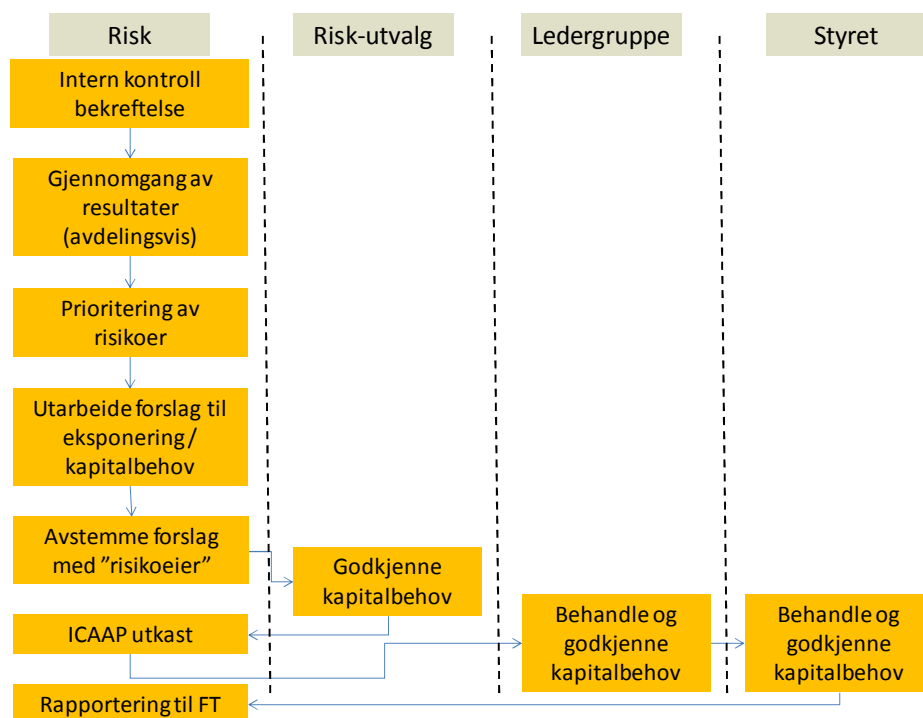 Risk
Risk-utvalg
Ledergruppe
Styret
Intern kontroll
bekreftelse
Gjennomgang av
resultater
(avdelingsvis)
Prioritering av
risikoer
Utarbeide forslag til
eksponering /
kapitalbehov
Avstemme forslag
med ”risikoeier”
Godkjenne
kapitalbehov
ICAAP utkast
Behandle og
godkjenne
kapitalbehov
Behandle og
godkjenne
kapitalbehov
Rapportering til FT